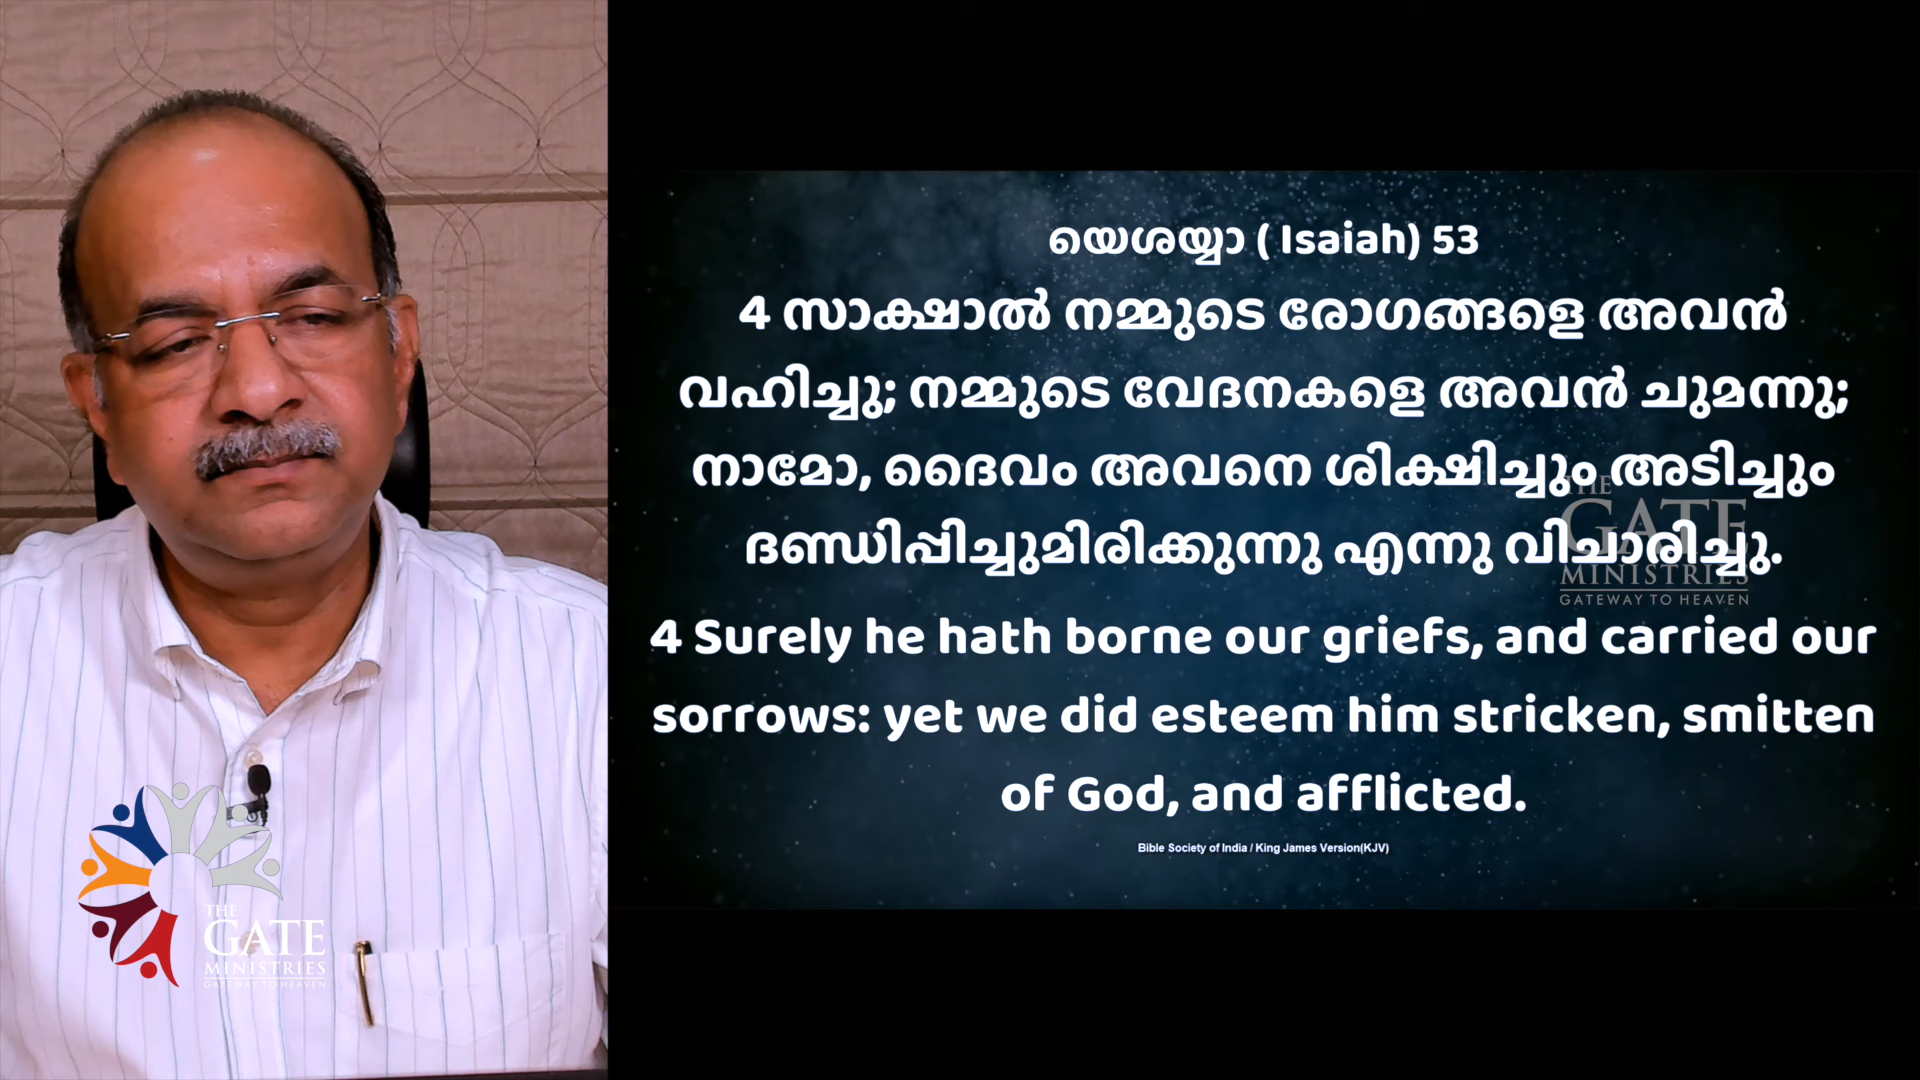 യെശയ്യാ ( Isaiah) 53
4 സാക്ഷാൽ നമ്മുടെ രോഗങ്ങളെ അവൻ
വഹിച്ചു; നമ്മുടെ വേദനകളെ അവൻ ചുമന്നു;
നാമോ, ദൈവം അവനെ ശിക്ഷിച്ചും അടിച്ചും
ദണ്ഡിപ്പിച്ചുമിരിക്കുന്നു എന്നു വിചാരിച്ചു.
THE
GATE
MINISTRIES
GATEWAY TO HEAVEN
4 Surely he hath borne our griefs, and carried our
sorrows: yet we did esteem him stricken, smitten
of God, and afflicted.
Bible Society of India / King James Version(KJV)
THE
GATE
MINISTRIES
GATEWAY TO HEAVEN